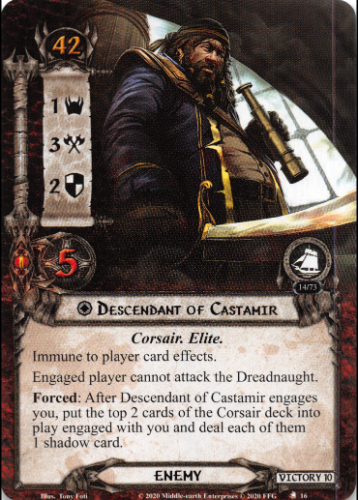 42
1
3
2
5
14/73
DESCENDANT OF CASTAMIR
Corsair. Elite.
Immune to player card effects.
Engaged player cannot attack the Dreadnaught.
Forced: After Descendant of Castamir engages
you, put the top 2 cards of the Corsair deck into
play engaged with you and deal each of them
1 shadow card.
ENEMY
VICTORY 10
Illus. Tony Foti
© 2020 Middle-earth Enterprises © 2020 FFG
16